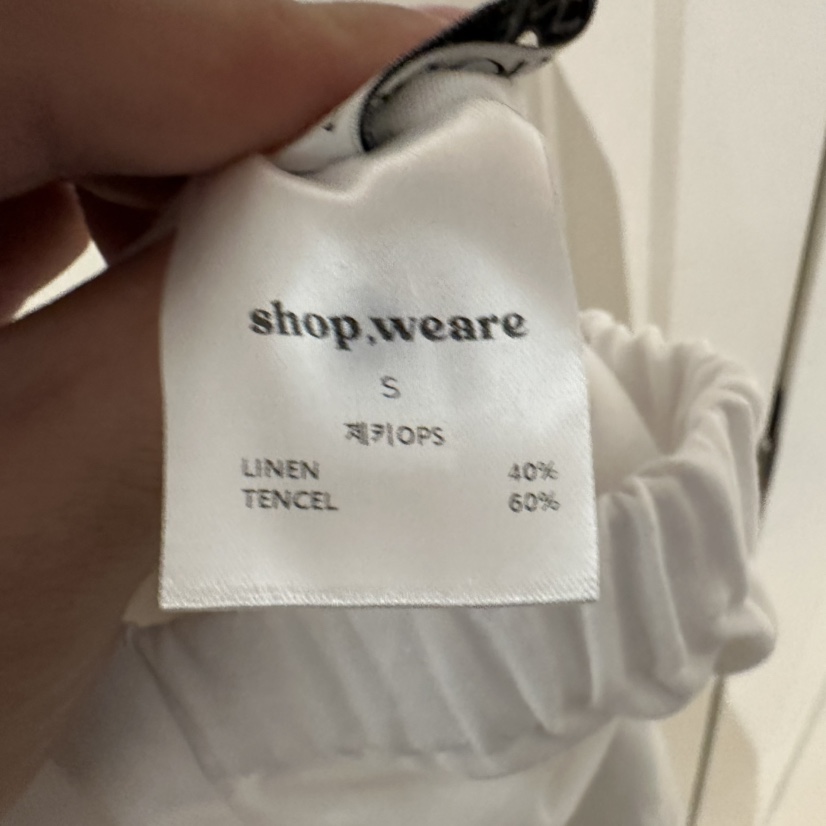 shop,weare
S
제키OPS
LINEN 40%
TENCEL 60%